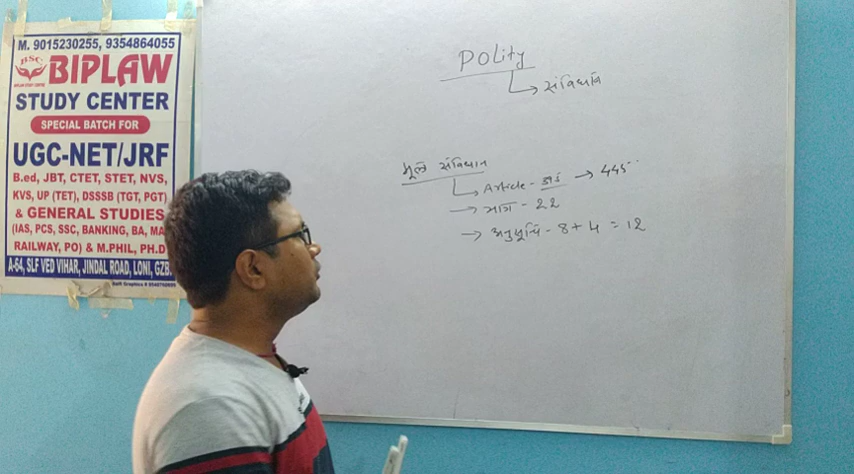 M. 9015230255, 9354864055
BSC
BIPLAW
STUDY CENTER
SPECIAL BATCH FOR
UGC-NET/JRF
B.ed, JBT, CTET, STET, NVS,
KVS, UP (TET), DSSSB (TGT, PGT)
& GENERAL STUDIES
(IAS, PCS, SSC, BANKING, BA, MA
RAILWAY, PO) & M.PHIL, PH.D
A-64, SLF VED VIHAR, JINDAL ROAD, LONI, GZB.
Polity
→ संविधान
मूल संविधान
→ Article - → 445
→ भाग - 22
→ अनुसूचि - 8 + 4 = 12